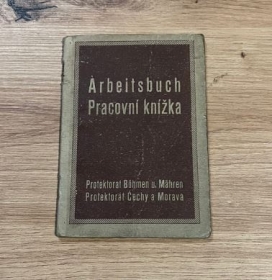 Arbeitsbuch
Pracovní knížka
Protektorat Böhmen u. Mähren
Protektorát Čechy a Morava